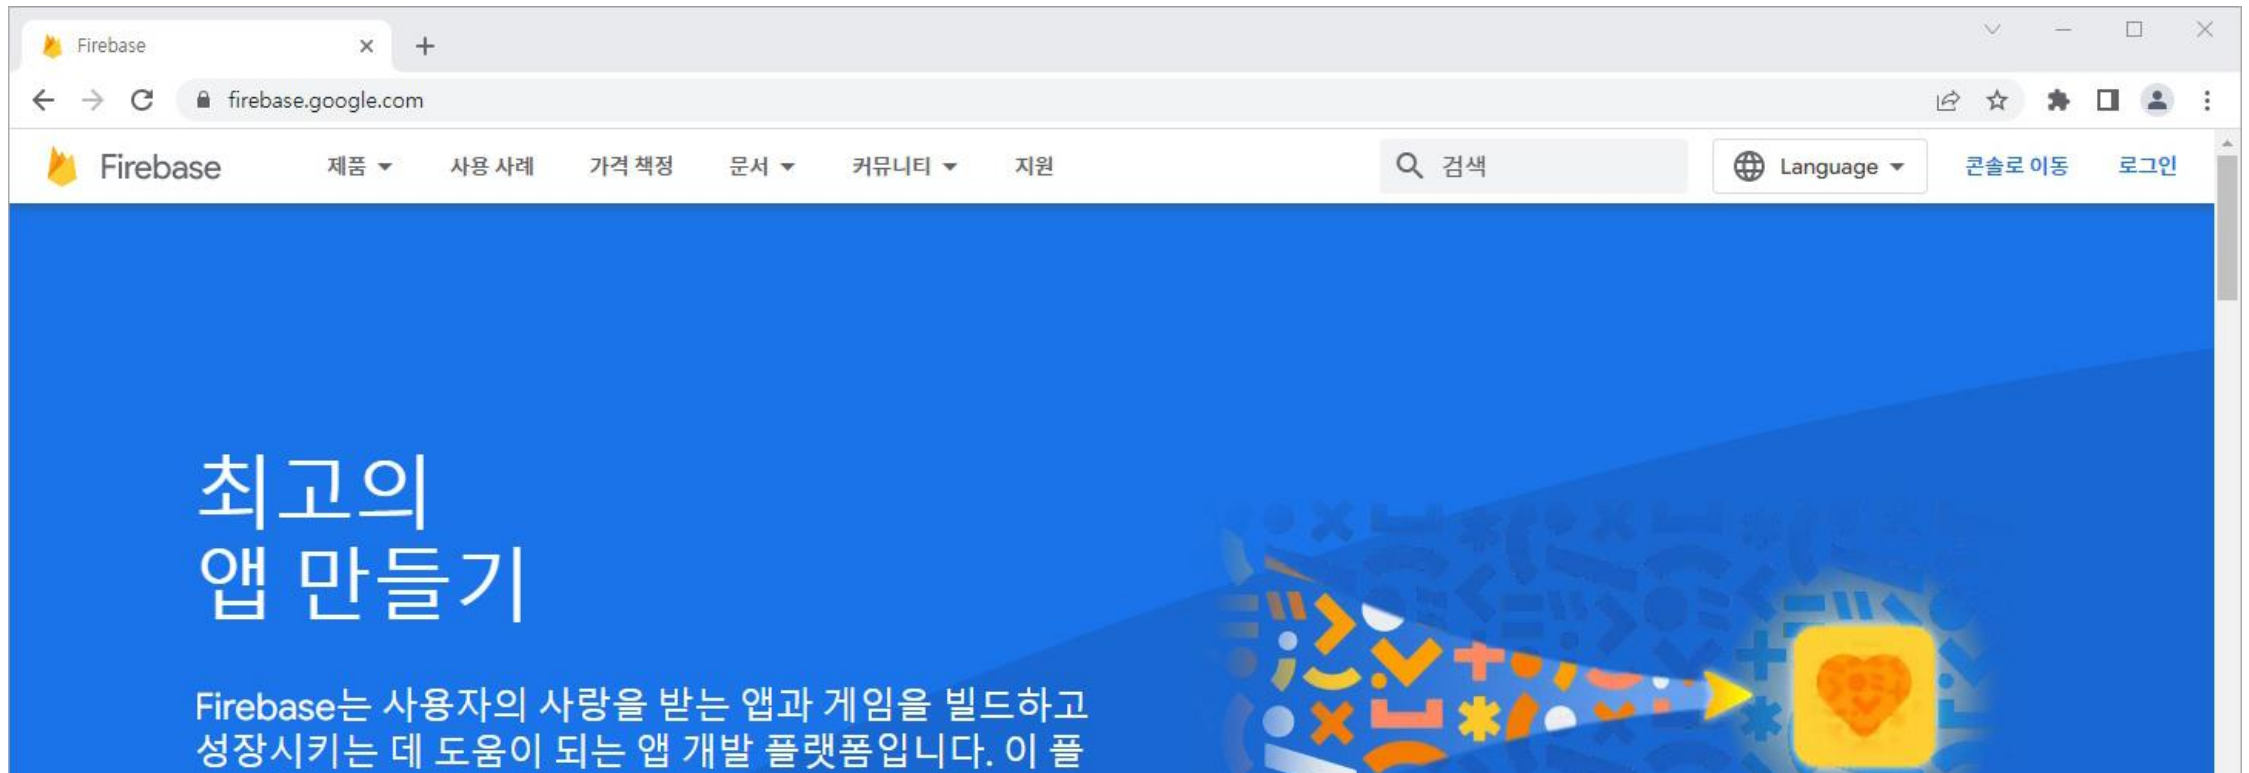 Firebase
firebase.google.com
Firebase 제품 사용 사례 가격 책정 문서 커뮤니티 지원 검색 Language 콘솔로 이동 로그인
최고의
앱 만들기
Firebase는 사용자의 사랑을 받는 앱과 게임을 빌드하고
성장시키는 데 도움이 되는 앱 개발 플랫폼입니다. 이 플